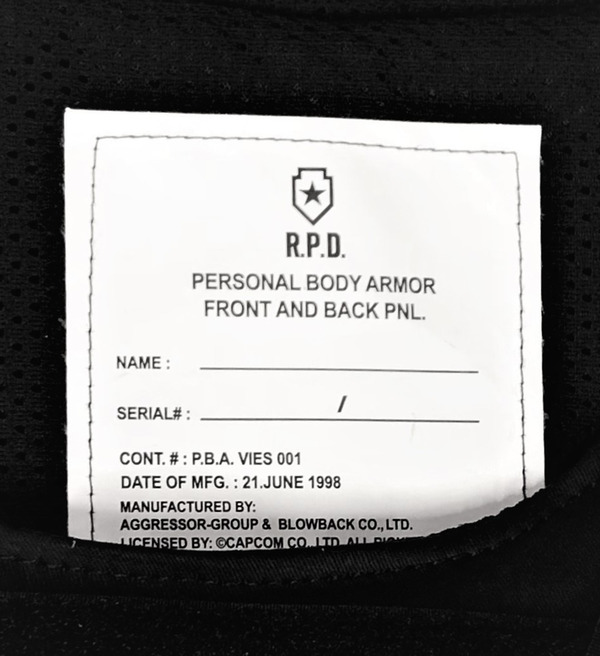 R.P.D.
PERSONAL BODY ARMOR
FRONT AND BACK PNL.
NAME :
SERIAL# : /
CONT. # : P.B.A. VIES 001
DATE OF MFG. : 21.JUNE 1998
MANUFACTURED BY:
AGGRESSOR-GROUP & BLOWBACK CO., LTD.
LICENSED BY: ©CAPCOM CO., LTD. ALL